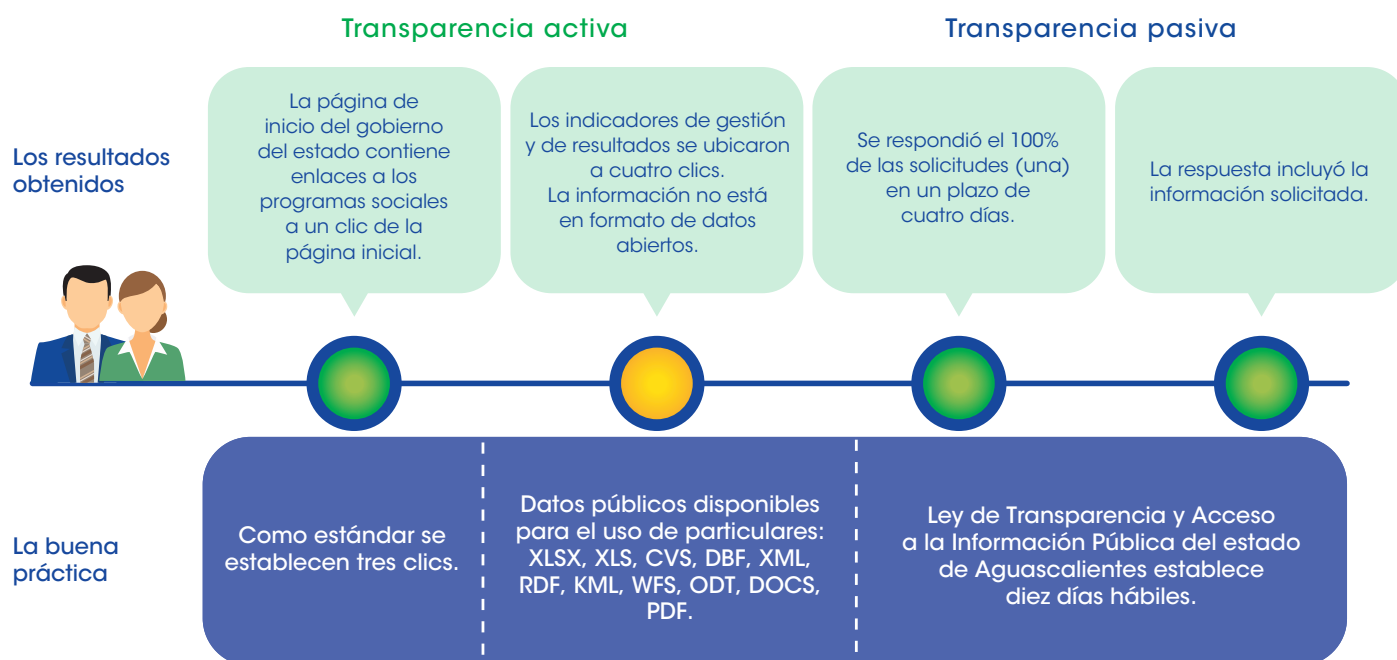 Transparencia activa
Transparencia pasiva
Los resultados
obtenidos
La página de
inicio del gobierno
del estado contiene
enlaces a los
programas sociales
a un clic de la
página inicial.
Los indicadores de gestión
y de resultados se ubicaron
a cuatro clics.
La información no está
en formato de datos
abiertos.
Se respondió el 100%
de las solicitudes (una)
en un plazo de
cuatro días.
La respuesta incluyó la
información solicitada.
La buena
práctica
Como estándar se
establecen tres clics.
Datos públicos disponibles
para el uso de particulares:
XLSX, XLS, CVS, DBF, XML,
RDF, KML, WFS, ODT, DOCS,
PDF.
Ley de Transparencia y Acceso
a la Información Pública del estado
de Aguascalientes establece
diez días hábiles.